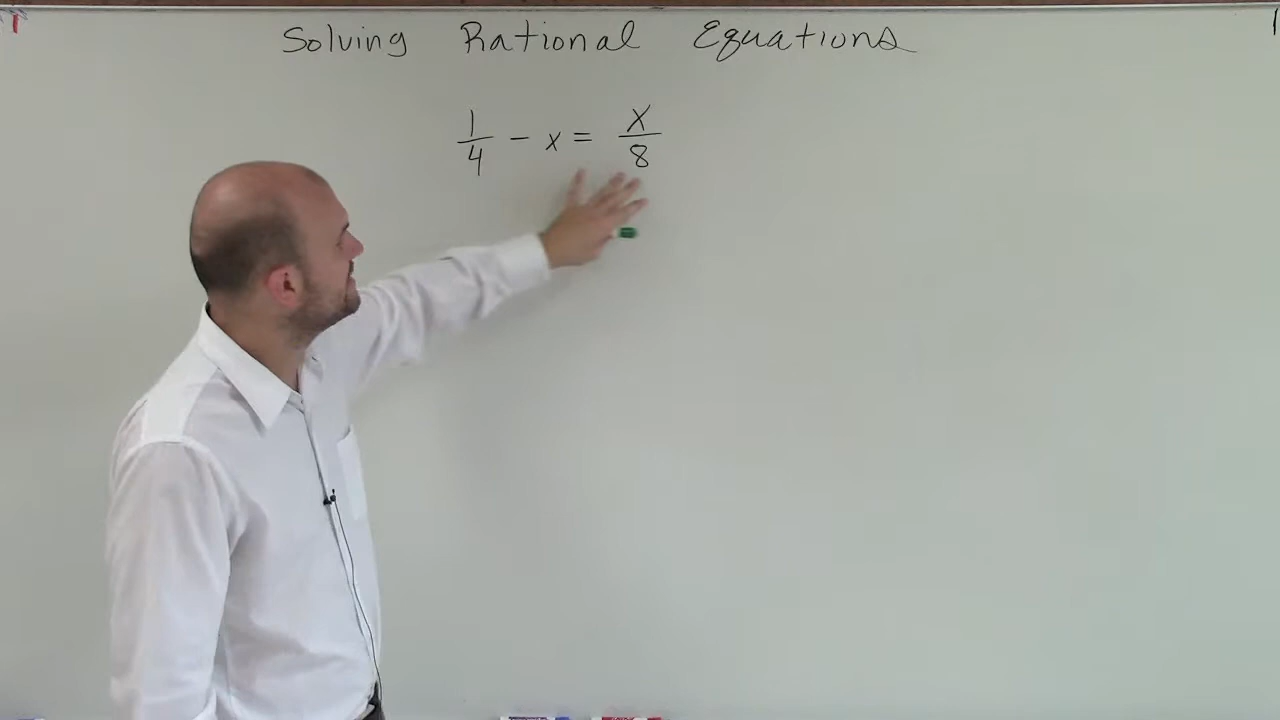 Solving Rational Equations
1/4 - x = x/8